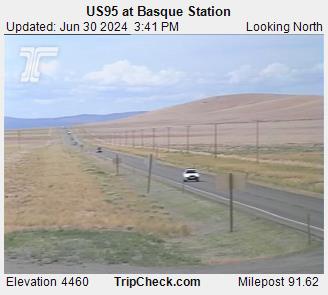 US95 at Basque Station
Updated: Jun 30 2024 3:41 PM Looking North
Elevation 4460 TripCheck.com Milepost 91.62